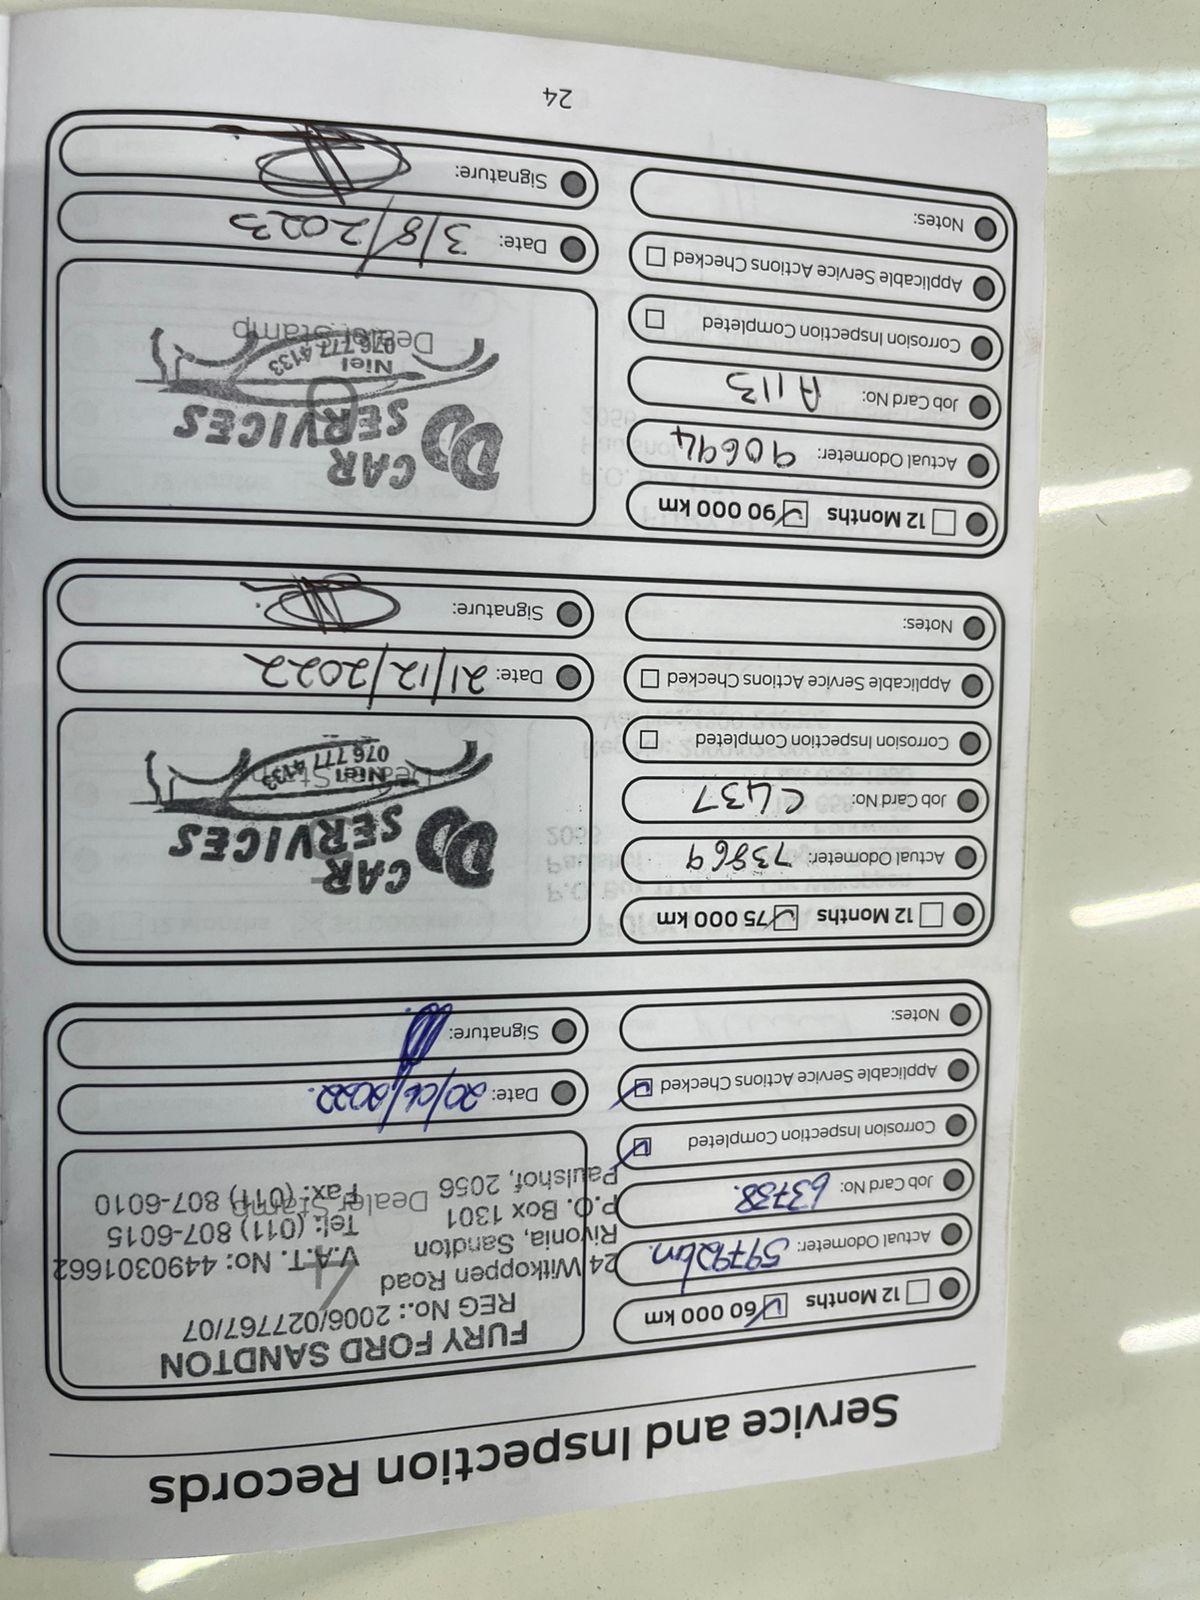 Service and Inspection Records
12 Months 60 000 km
Actual Odometer: 59792km.
Job Card No: 63738.
Corrosion Inspection Completed
Applicable Service Actions Checked
Notes:
FURY FORD SANDTON
REG No.: 2006/027767/07
24 Witkoppen Road
V.A.T. No: 4490301662
Rivonia, Sandton
Tel: (011) 807-6015
P.O. Box 1301
Fax: (011) 807-6010
Paulshof, 2056
Dealer Stamp
Date: 20/06/2022.
Signature:
12 Months 75 000 km
Actual Odometer: 73869
Job Card No: C437
Corrosion Inspection Completed
Applicable Service Actions Checked
Notes:
DD CAR
SERVICES
Niel
076 777 4133
Dealer Stamp
Date: 21/12/2022
Signature:
12 Months 90 000 km
Actual Odometer: 90694
Job Card No: A113
Corrosion Inspection Completed
Applicable Service Actions Checked
Notes:
DD CAR
SERVICES
Niel
076 777 4133
Dealer Stamp
Date: 3/8/2023
Signature:
24